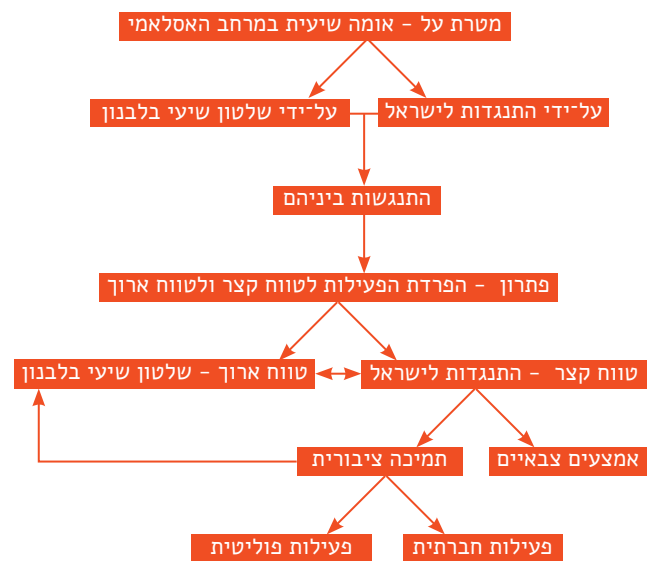 מטרת על - אומה שיעית במרחב האסלאמי
על־ידי התנגדות לישראל
על־ידי שלטון שיעי בלבנון
התנגשות ביניהם
פתרון - הפרדת הפעילות לטווח קצר ולטווח ארוך
טווח קצר - התנגדות לישראל
טווח ארוך - שלטון שיעי בלבנון
אמצעים צבאיים
תמיכה ציבורית
פעילות חברתית
פעילות פוליטית